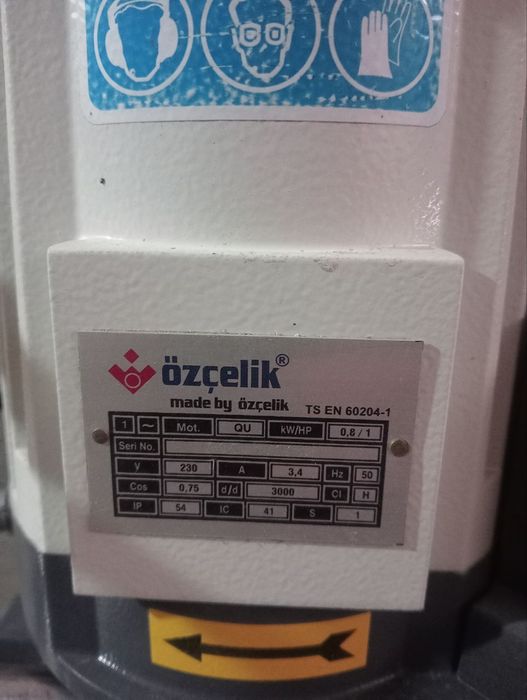 özçelik®
made by özçelik TS EN 60204-1
1 ~ Mot. QU kW/HP 0,8 / 1
Seri No.
V 230 A 3,4 Hz 50
Cos 0,75 d/d 3000 Cl H
IP 54 IC 41 S 1